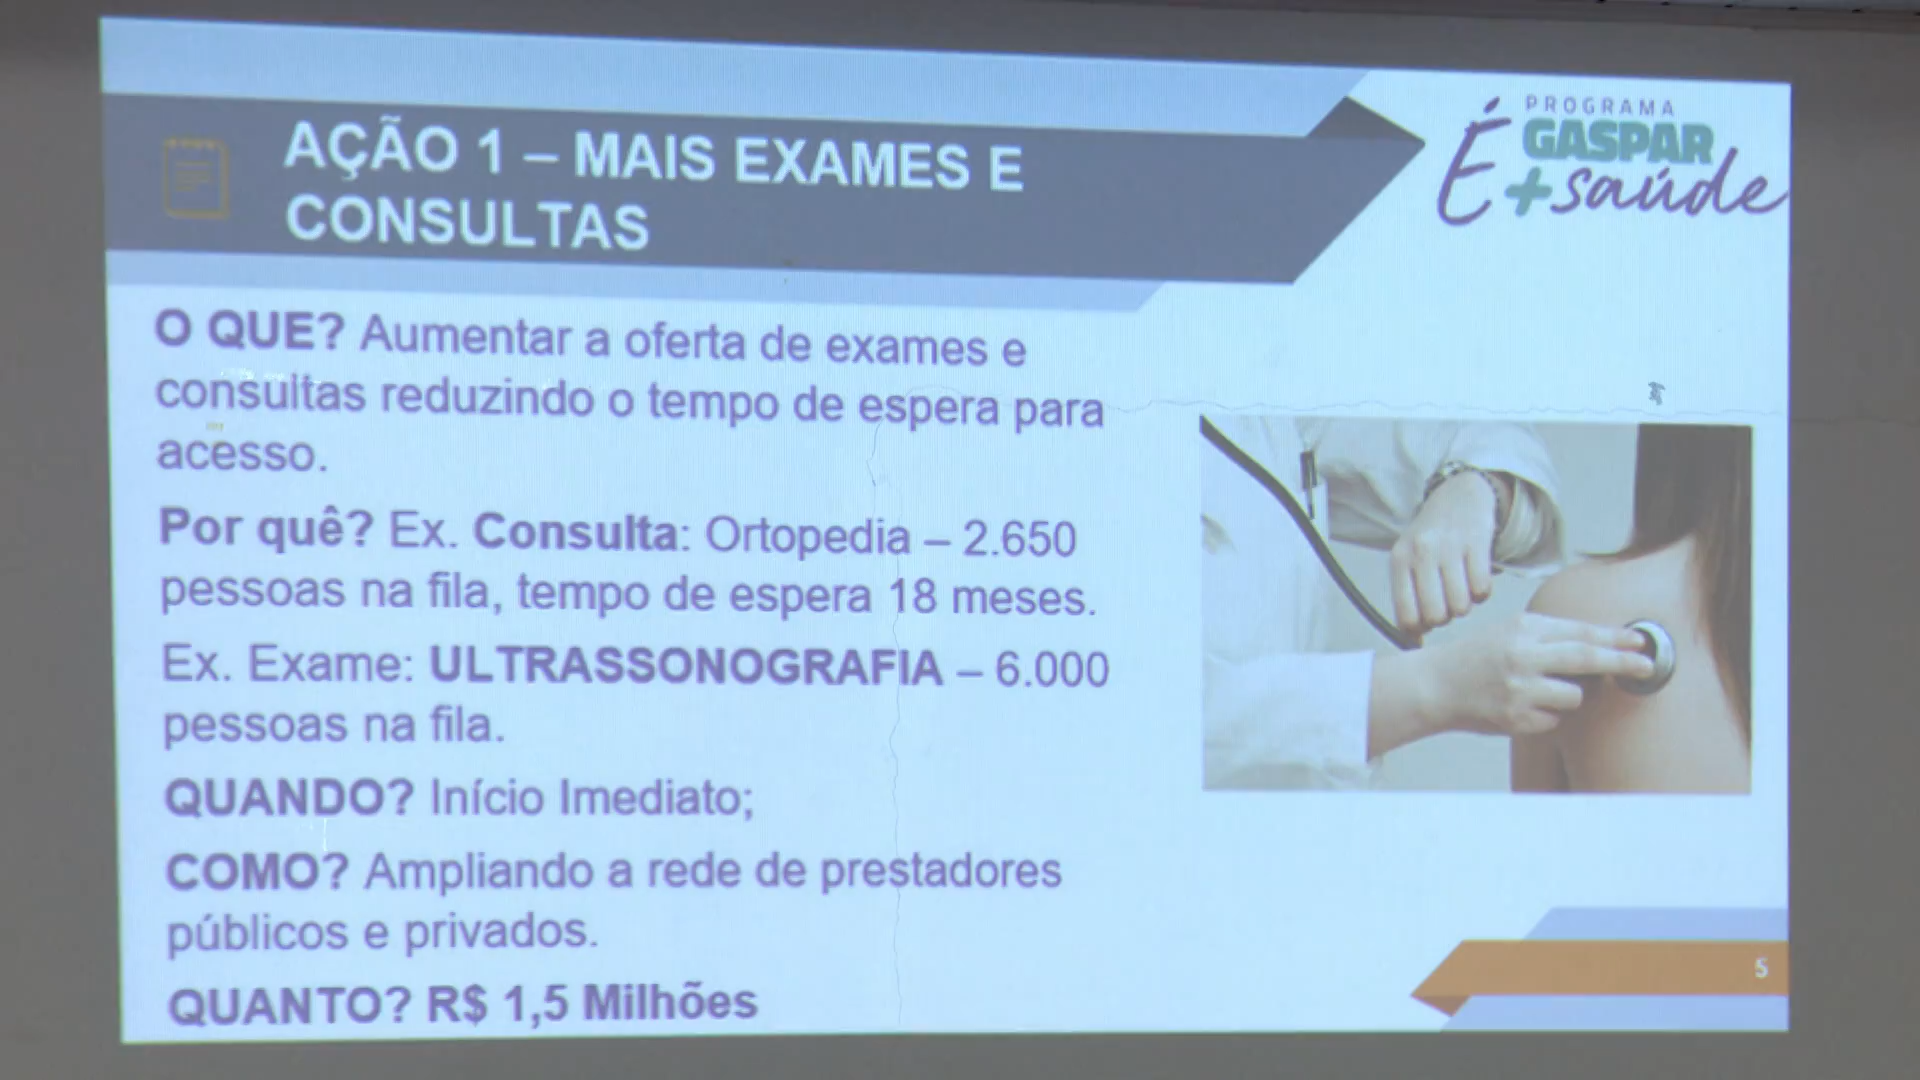 AÇÃO 1 – MAIS EXAMES E
CONSULTAS
PROGRAMA
É GASPAR
+saúde
O QUE? Aumentar a oferta de exames e
consultas reduzindo o tempo de espera para
acesso.
Por quê? Ex. Consulta: Ortopedia – 2.650
pessoas na fila, tempo de espera 18 meses.
Ex. Exame: ULTRASSONOGRAFIA – 6.000
pessoas na fila.
QUANDO? Início Imediato;
COMO? Ampliando a rede de prestadores
públicos e privados.
QUANTO? R$ 1,5 Milhões
5